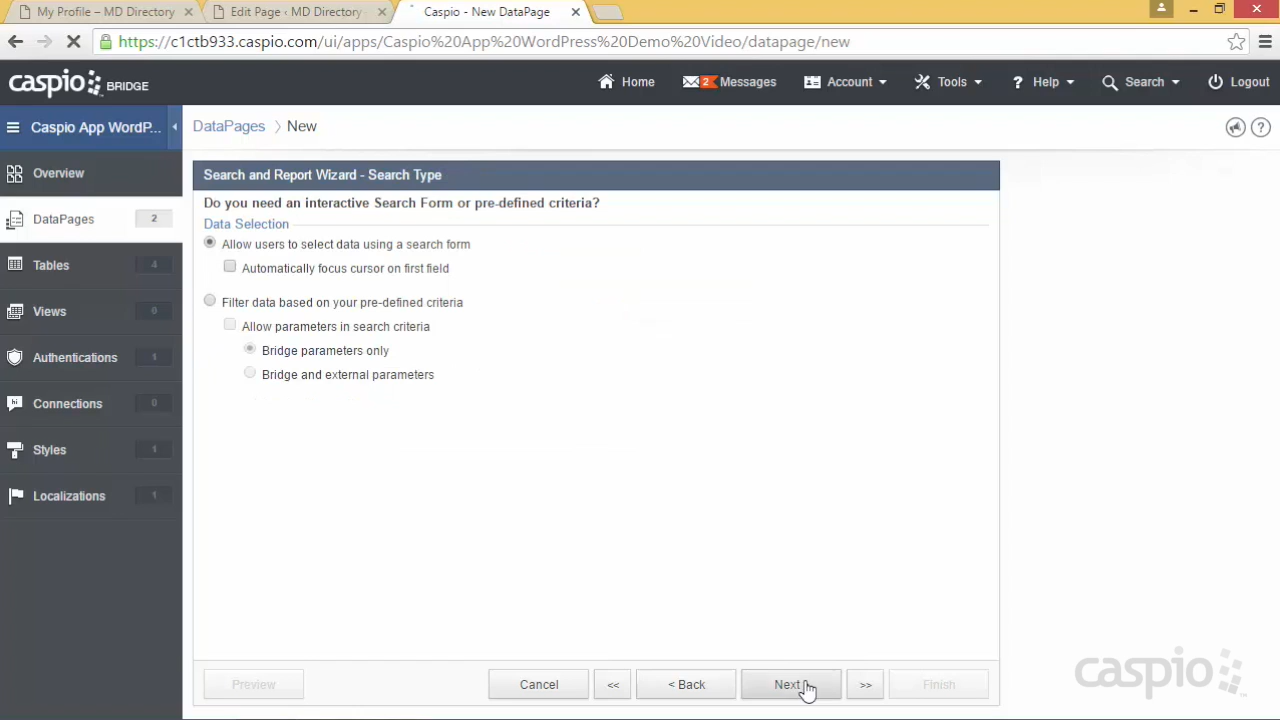 My Profile – MD Directory
Edit Page ‹ MD Directory
Caspio - New DataPage
https://c1ctb933.caspio.com/ui/apps/Caspio%20App%20WordPress%20Demo%20Video/datapage/new
caspio BRIDGE
Home
2 Messages
Account
Tools
? Help
Search
Logout
Caspio App WordP...
DataPages
New
?
Overview
DataPages 2
Tables 4
Views 0
Authentications 1
hi Connections 0
Styles 1
Localizations 1
Search and Report Wizard - Search Type
Do you need an interactive Search Form or pre-defined criteria?
Data Selection
Allow users to select data using a search form
Automatically focus cursor on first field
Filter data based on your pre-defined criteria
Allow parameters in search criteria
Bridge parameters only
Bridge and external parameters
Preview
Cancel
<<
< Back
Next
>>
Finish
caspio